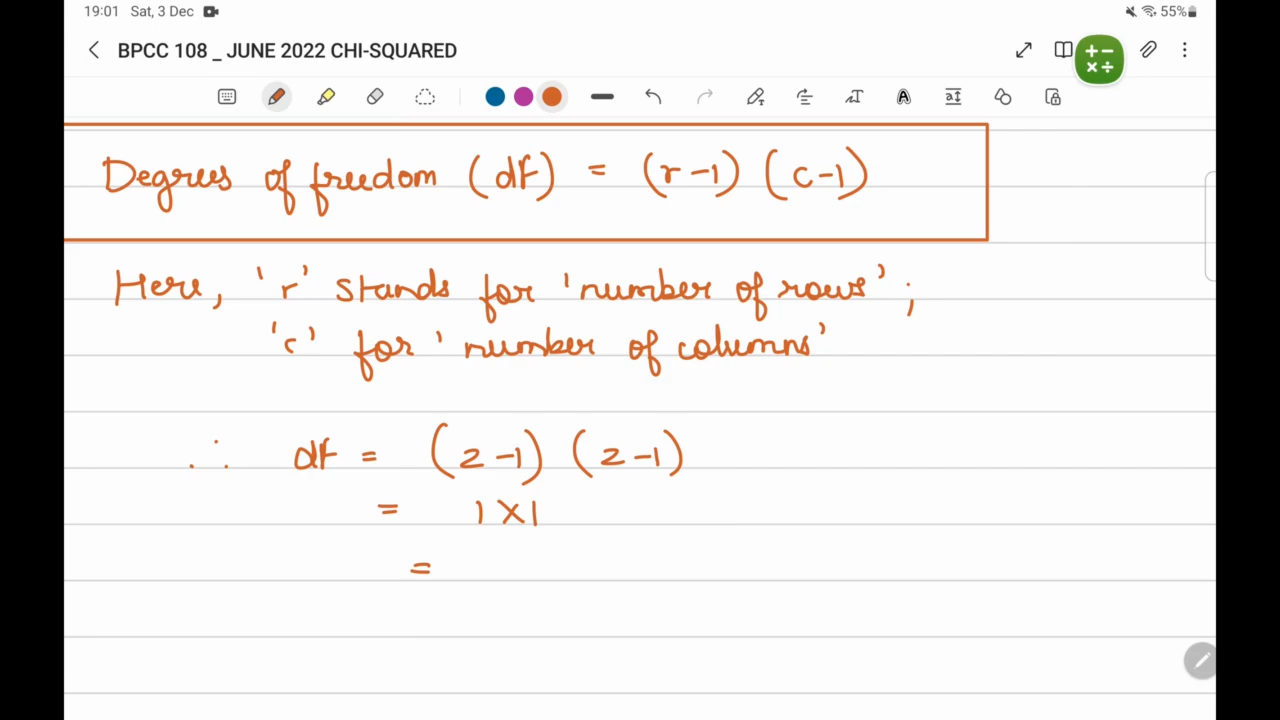 19:01 Sat, 3 Dec 55%
BPCC 108 _ JUNE 2022 CHI-SQUARED
Degrees of freedom (df) = (r-1) (c-1)
Here, 'r' stands for 'number of rows';
'c' for 'number of columns'
∴ df = (2-1) (2-1)
= 1×1
=